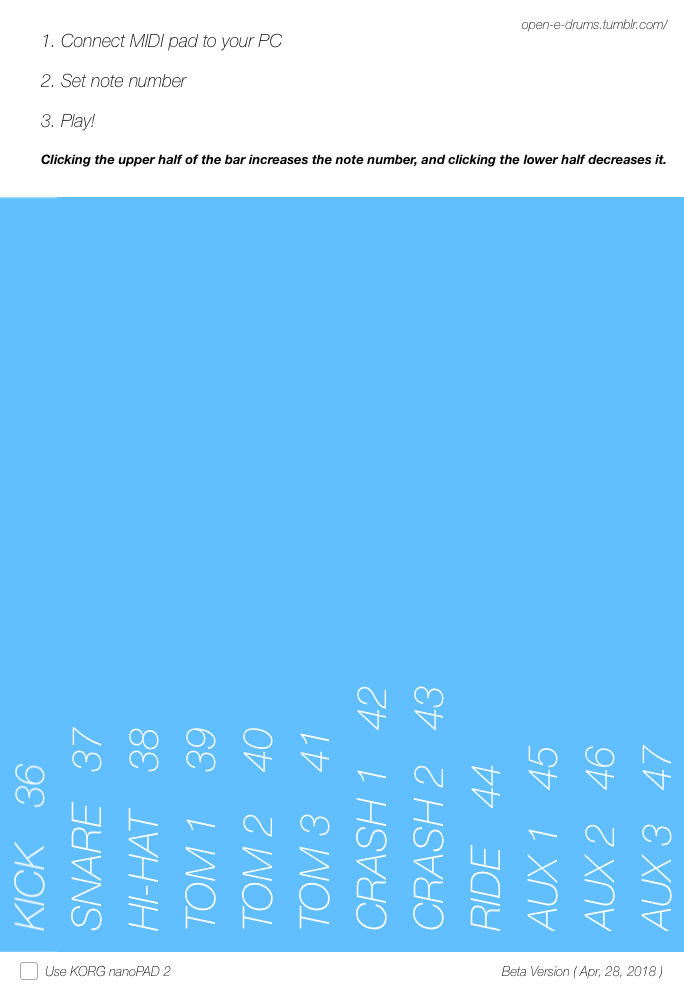 open-e-drums.tumblr.com/
1. Connect MIDI pad to your PC
2. Set note number
3. Play!
Clicking the upper half of the bar increases the note number, and clicking the lower half decreases it.
KICK 36
SNARE 37
HI-HAT 38
TOM 1 39
TOM 2 40
TOM 3 41
CRASH 1 42
CRASH 2 43
RIDE 44
AUX 1 45
AUX 2 46
AUX 3 47
Use KORG nanoPAD 2
Beta Version ( Apr, 28, 2018 )